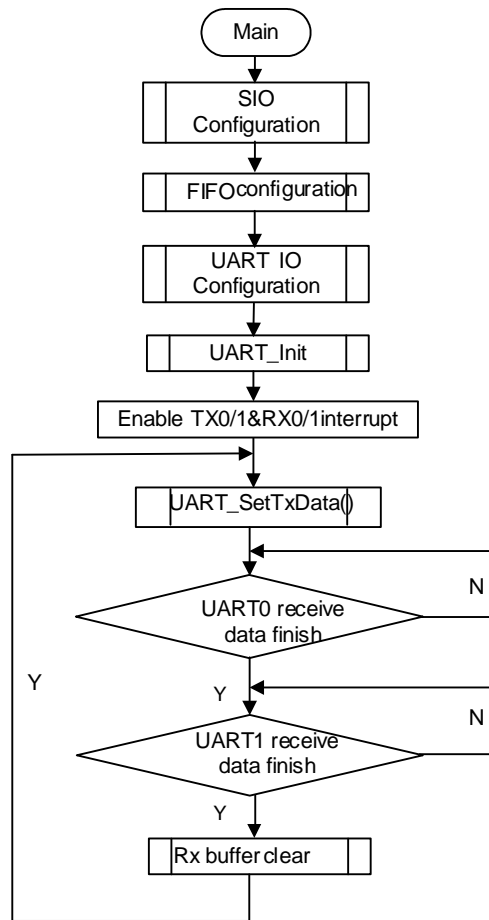 Main
SIO
Configuration
FIFOconfiguration
UART IO
Configuration
UART_Init
Enable TX0/1&RX0/1interrupt
UART_SetTxData()
N
UART0 receive
data finish
Y
Y
N
UART1 receive
data finish
Y
Rx buffer clear